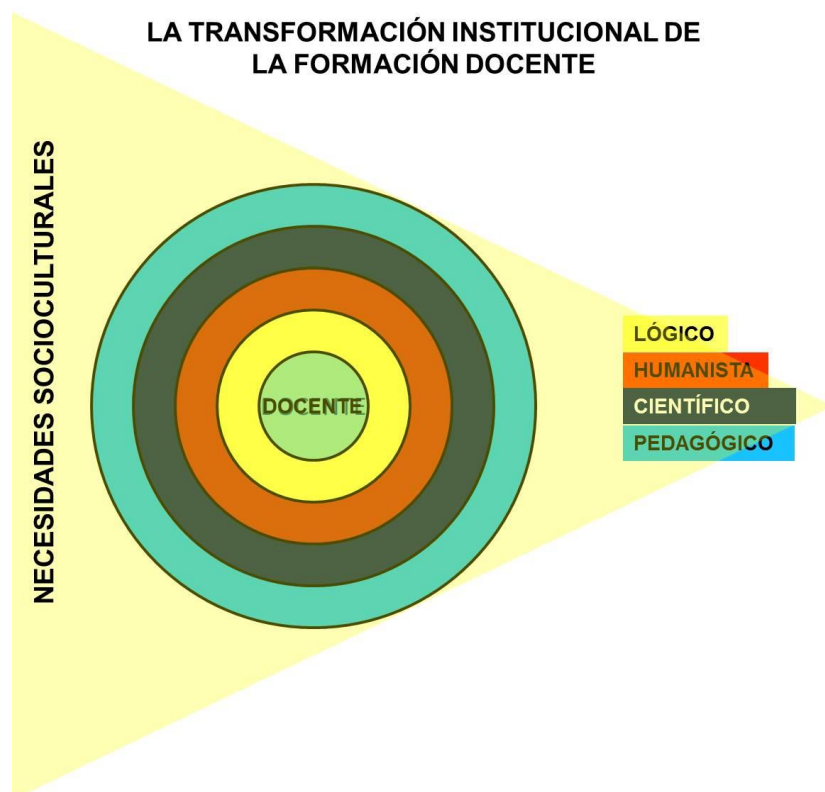 LA TRANSFORMACIÓN INSTITUCIONAL DE
LA FORMACIÓN DOCENTE
NECESIDADES SOCIOCULTURALES
DOCENTE
LÓGICO
HUMANISTA
CIENTÍFICO
PEDAGÓGICO